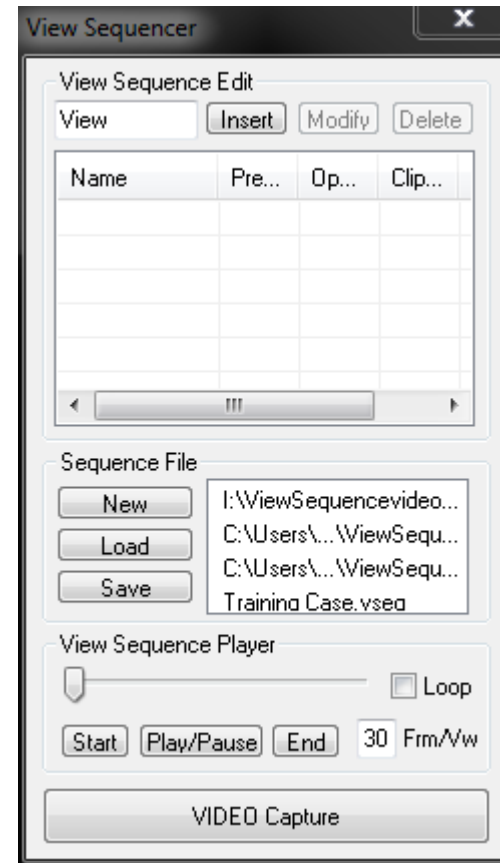 View Sequencer
x
View Sequence Edit
View Insert Modify Delete
Name Pre... Op... Clip...
Sequence File
New
Load
Save
I:\ViewSequencevideo...
C:\Users\...\ViewSequ...
C:\Users\...\ViewSequ...
Training Case.vseq
View Sequence Player
Loop
Start Play/Pause End 30 Frm/Vw
VIDEO Capture